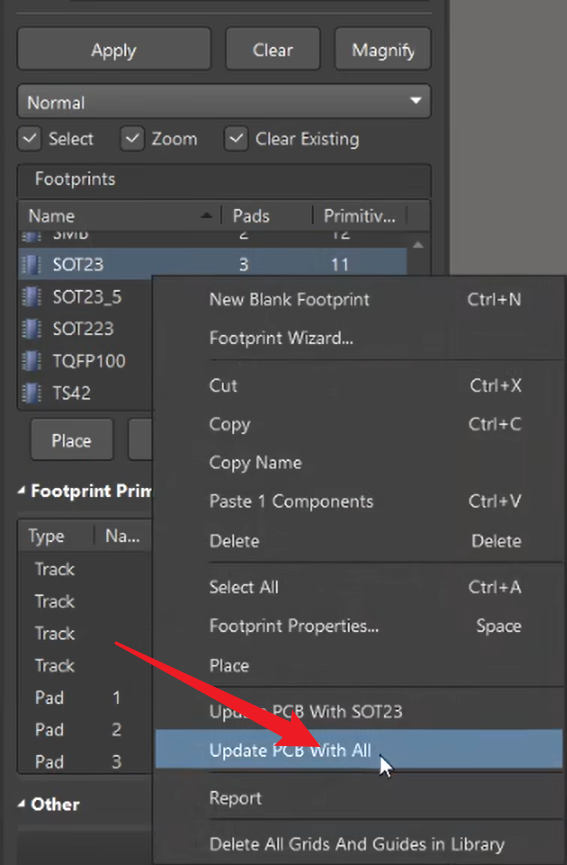 Apply Clear Magnify
Normal
Select Zoom Clear Existing
Footprints
Name Pads Primitiv...
SMB 2 12
SOT23 3 11
SOT23_5
SOT223
TQFP100
TS42
Place
Footprint Prim
Type Na...
Track
Track
Track
Track
Pad 1
Pad 2
Pad 3
Other
New Blank Footprint Ctrl+N
Footprint Wizard...
Cut Ctrl+X
Copy Ctrl+C
Copy Name
Paste 1 Components Ctrl+V
Delete Delete
Select All Ctrl+A
Footprint Properties... Space
Place
Update PCB With SOT23
Update PCB With All
Report
Delete All Grids And Guides in Library